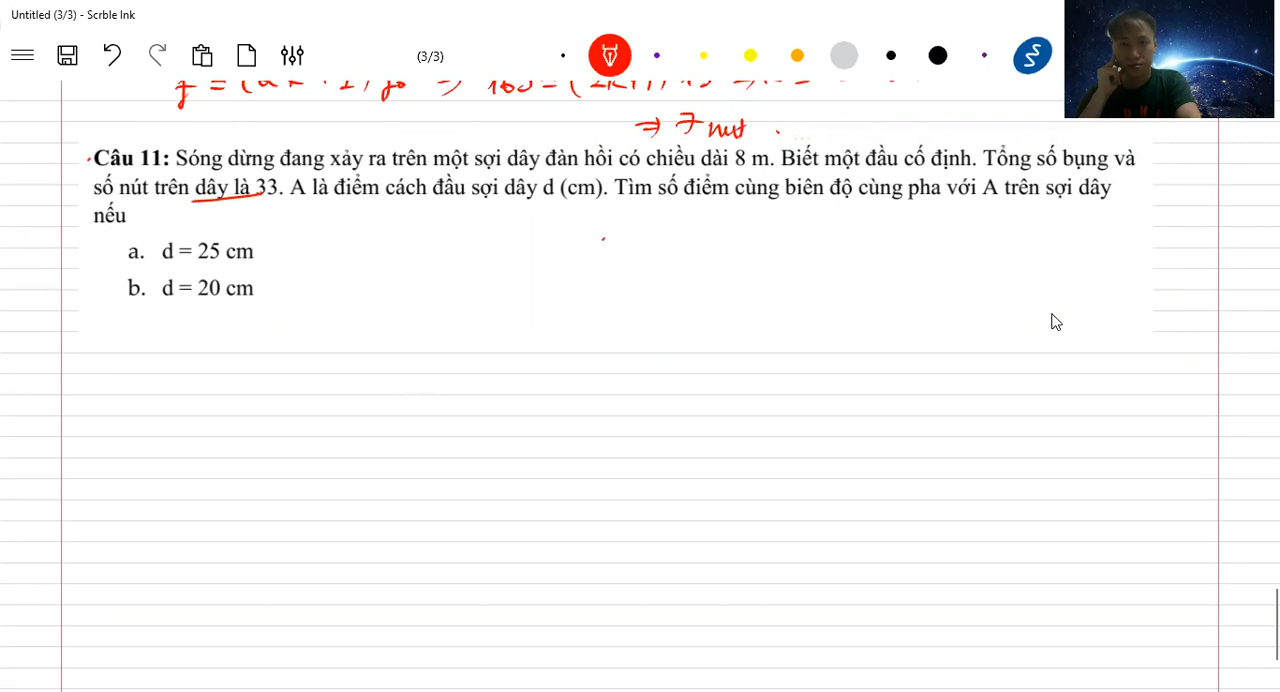 Untitled (3/3) - Scrble Ink
(3/3)
⇒ 7 nút.
Câu 11: Sóng dừng đang xảy ra trên một sợi dây đàn hồi có chiều dài 8 m. Biết một đầu cố định. Tổng số bụng và
số nút trên dây là 33. A là điểm cách đầu sợi dây d (cm). Tìm số điểm cùng biên độ cùng pha với A trên sợi dây
nếu
a. d = 25 cm
b. d = 20 cm